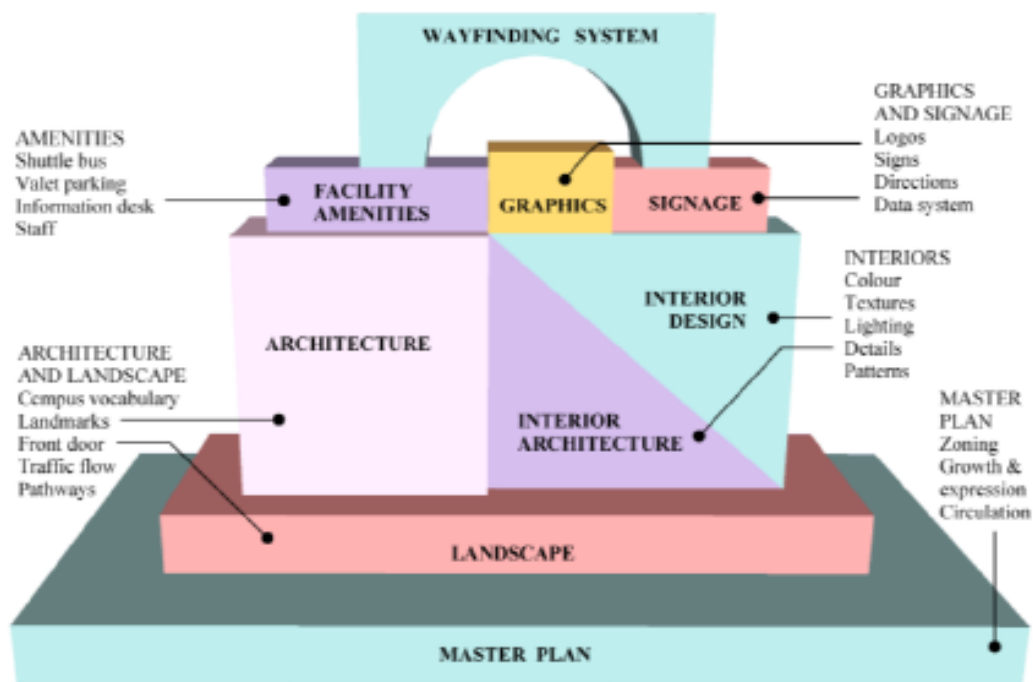 WAYFINDING SYSTEM
GRAPHICS
AND SIGNAGE
Logos
Signs
Directions
Data system
AMENITIES
Shuttle bus
Valet parking
Information desk
Staff
FACILITY
AMENITIES
GRAPHICS
SIGNAGE
INTERIORS
Colour
Textures
Lighting
Details
Patterns
INTERIOR
DESIGN
ARCHITECTURE
ARCHITECTURE
AND LANDSCAPE
Cempus vocabulary
Landmarks
Front door
Traffic flow
Pathways
INTERIOR
ARCHITECTURE
MASTER
PLAN
Zoning
Growth &
expression
Circulation
LANDSCAPE
MASTER PLAN